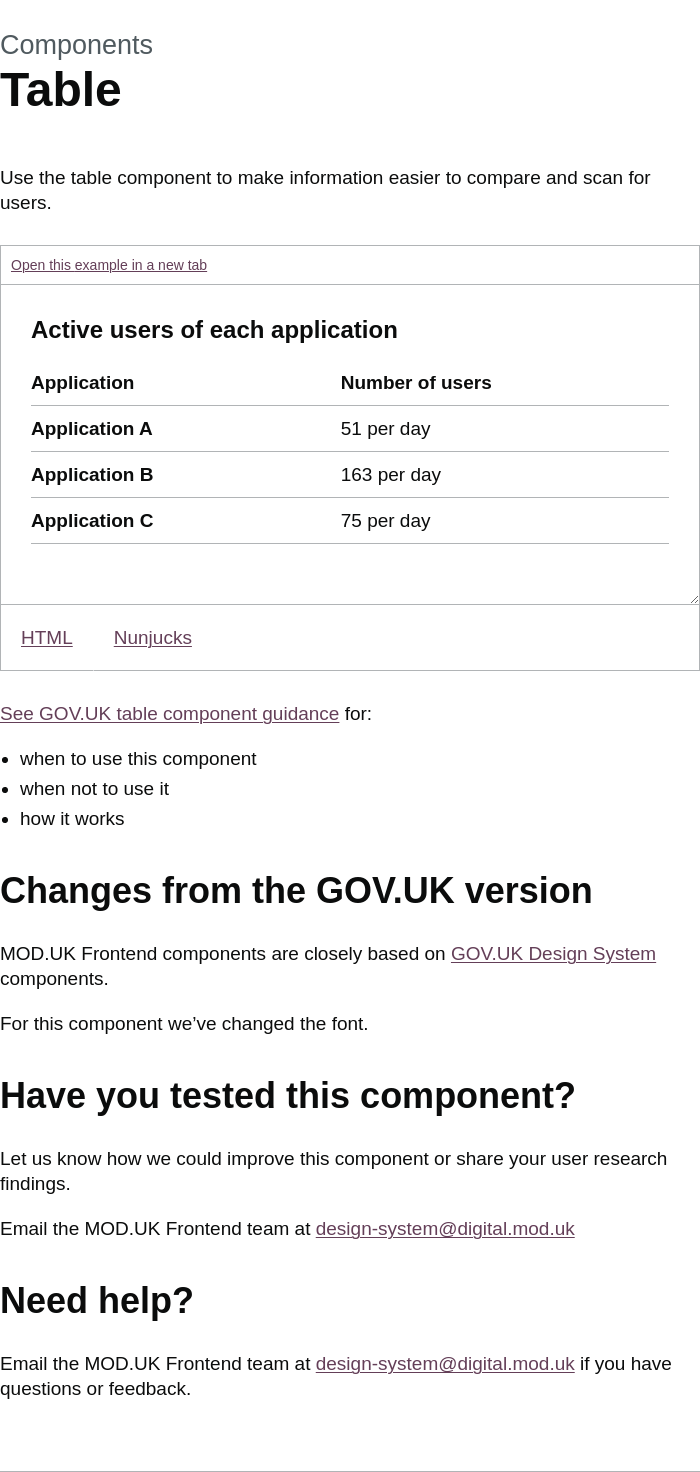 Components
Table
Use the table component to make information easier to compare and scan for
users.
Open this example in a new tab
Active users of each application
Application Number of users
Application A 51 per day
Application B 163 per day
Application C 75 per day
HTML Nunjucks
See GOV.UK table component guidance for:
• when to use this component
• when not to use it
• how it works
Changes from the GOV.UK version
MOD.UK Frontend components are closely based on GOV.UK Design System
components.
For this component we’ve changed the font.
Have you tested this component?
Let us know how we could improve this component or share your user research
findings.
Email the MOD.UK Frontend team at design-system@digital.mod.uk
Need help?
Email the MOD.UK Frontend team at design-system@digital.mod.uk if you have
questions or feedback.